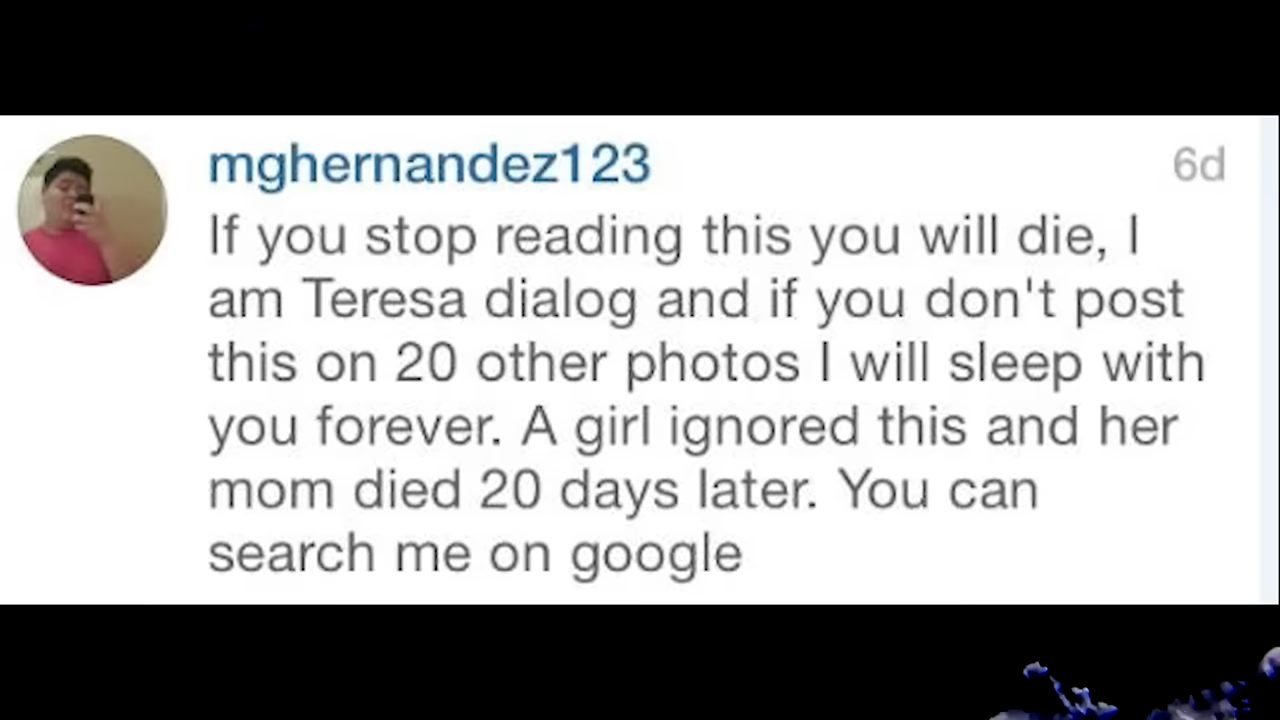 mghernandez123
6d
If you stop reading this you will die, I
am Teresa dialog and if you don't post
this on 20 other photos I will sleep with
you forever. A girl ignored this and her
mom died 20 days later. You can
search me on google